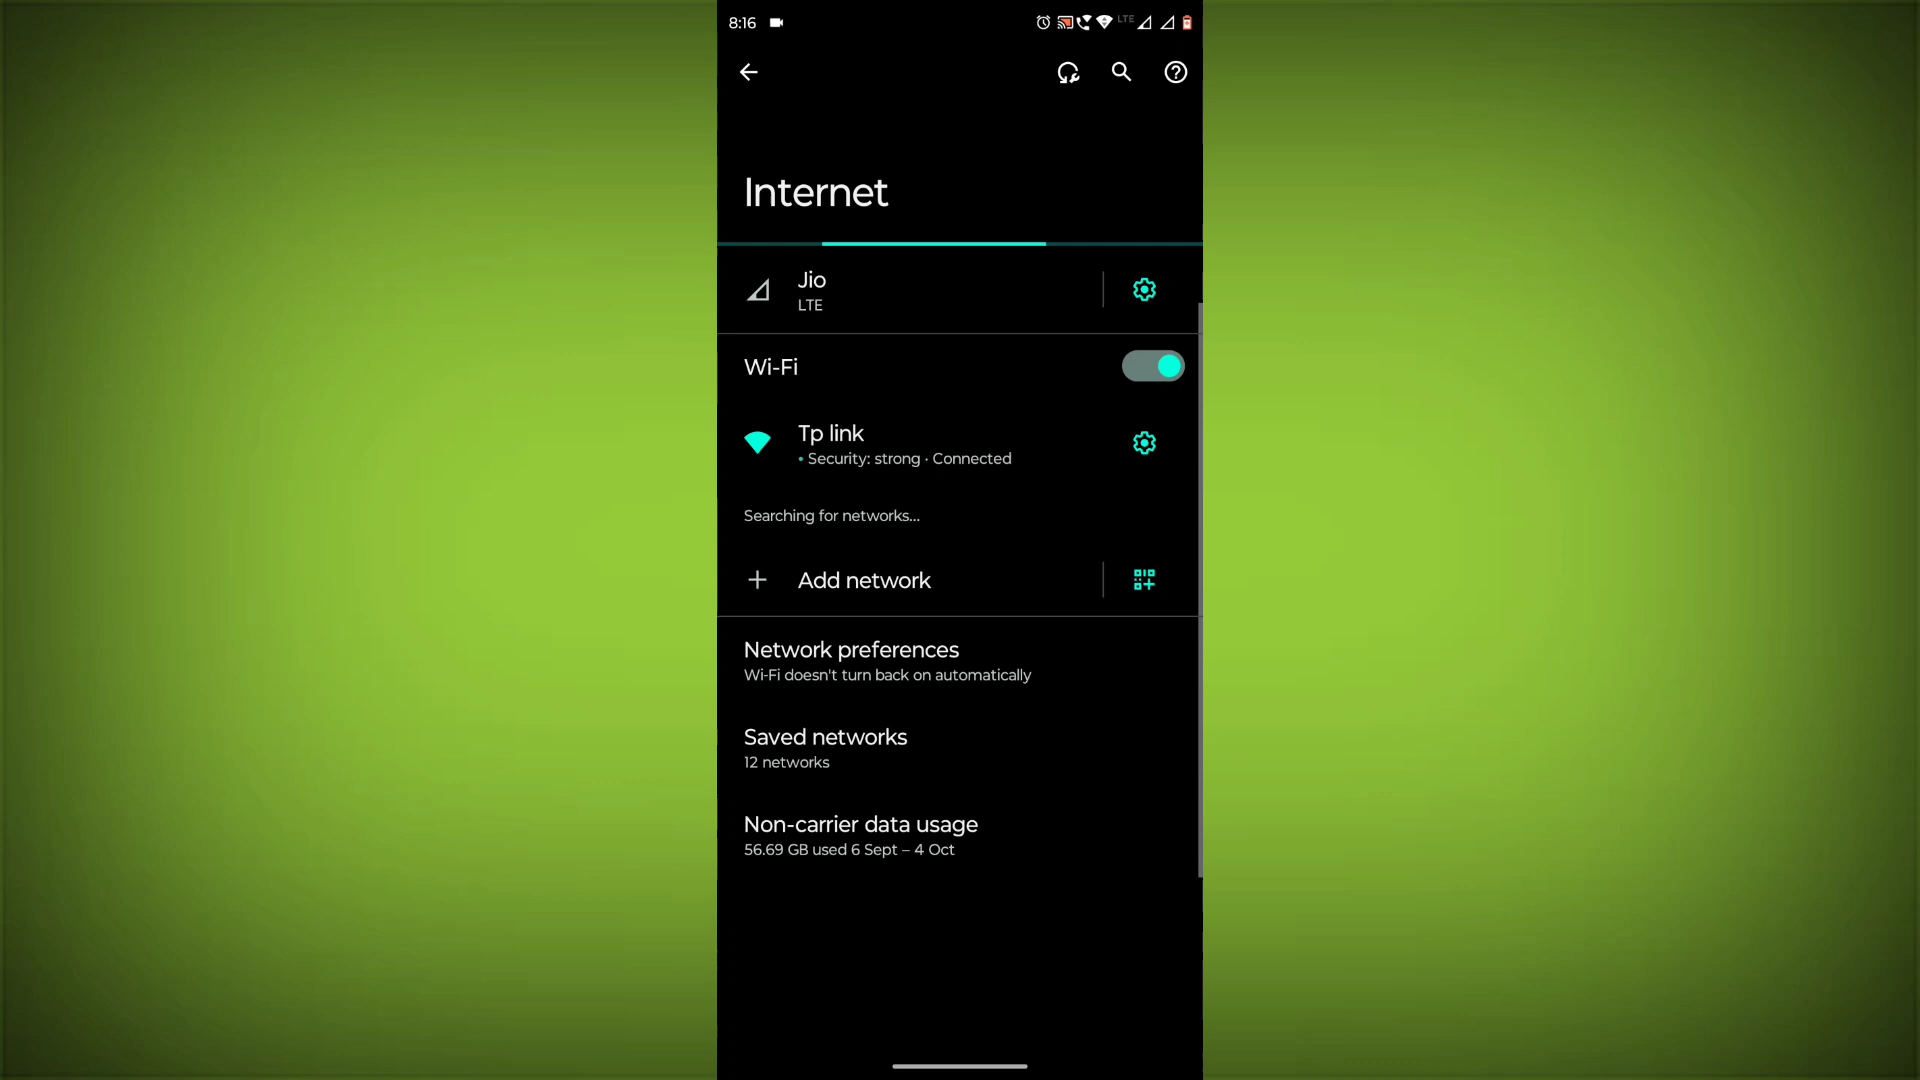 8:16
LTE
Internet
Jio
LTE
Wi-Fi
Tp link
• Security: strong · Connected
Searching for networks...
Add network
Network preferences
Wi-Fi doesn't turn back on automatically
Saved networks
12 networks
Non-carrier data usage
56.69 GB used 6 Sept – 4 Oct